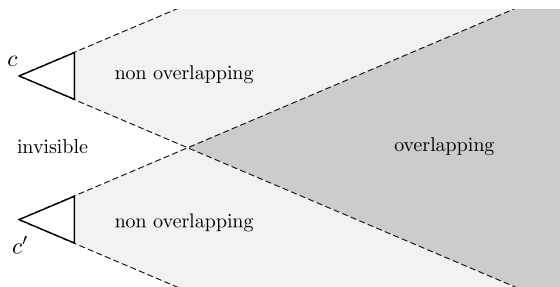 c
non overlapping
invisible
overlapping
non overlapping
c′